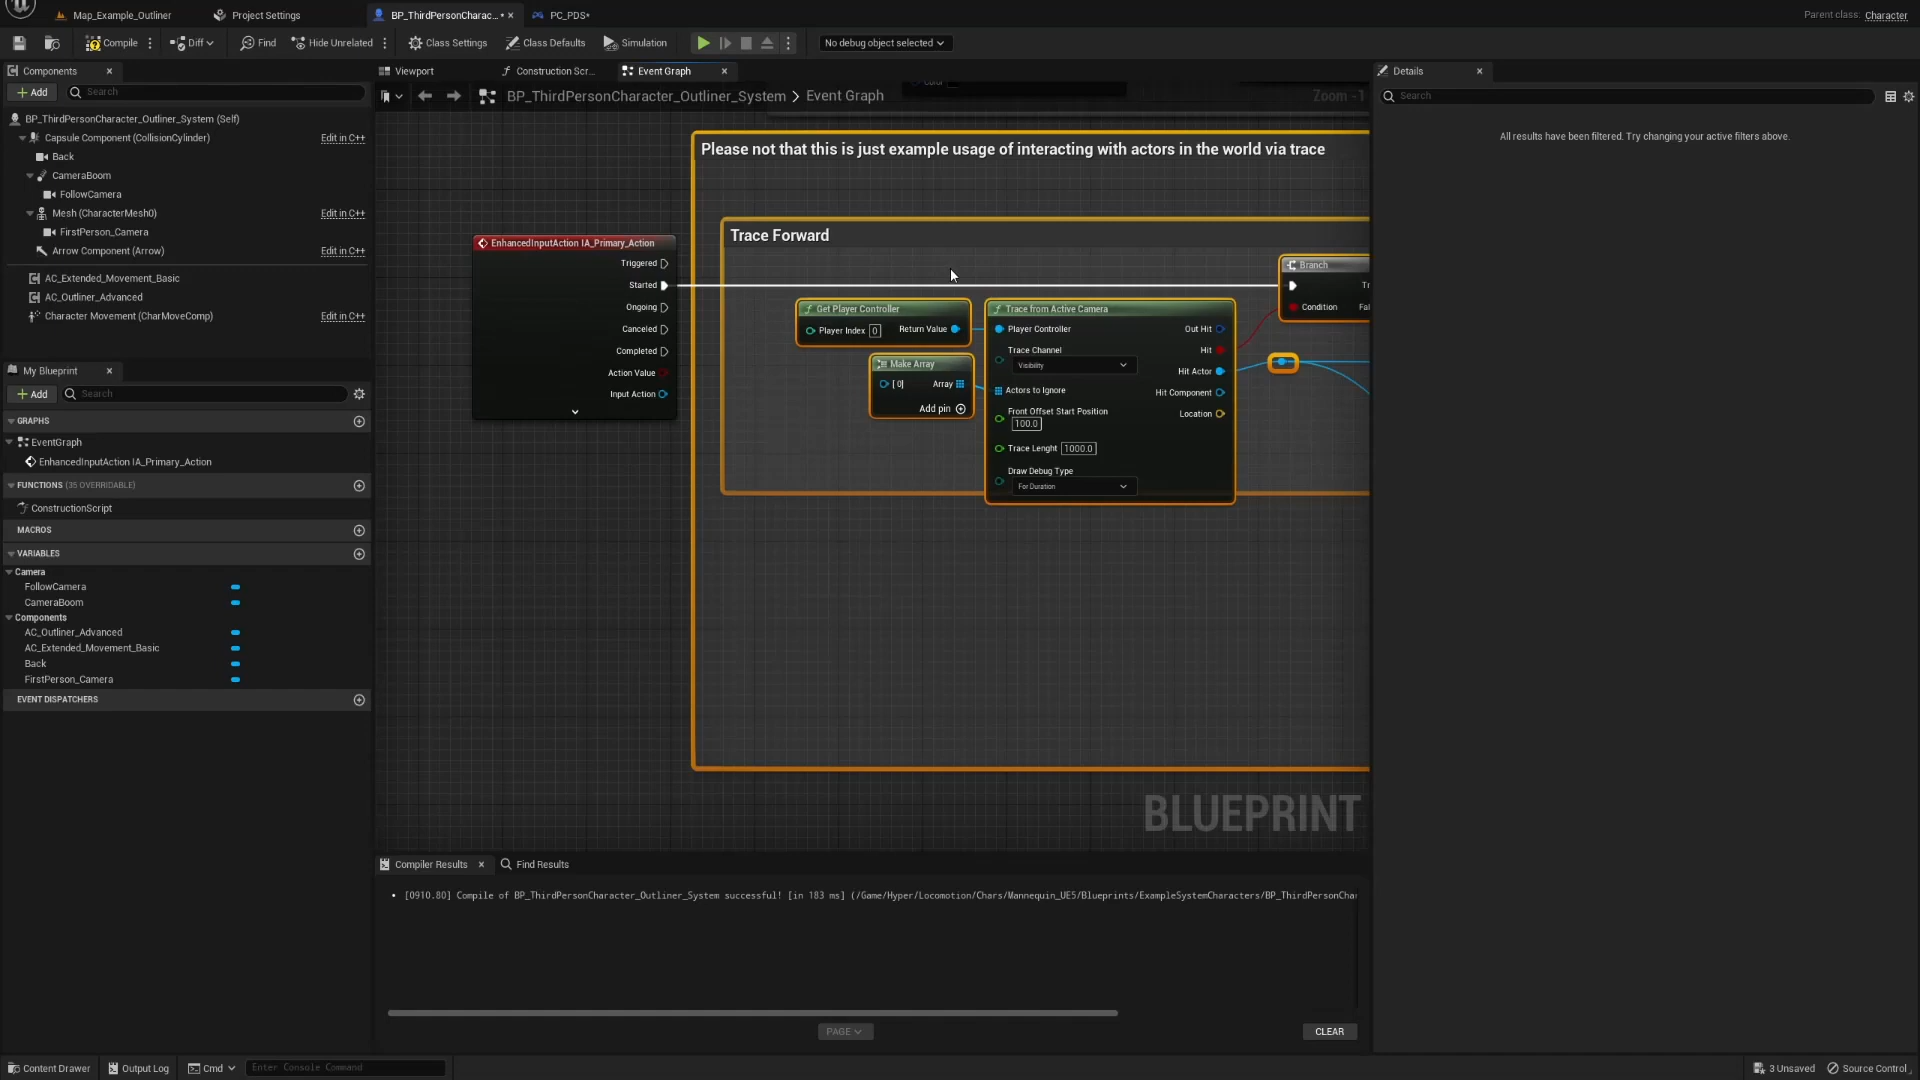 Map_Example_Outliner
Project Settings
BP_ThirdPersonCharac...* ×
PC_PDS*
Parent class: Character
Compile
Diff
Find
Hide Unrelated
Class Settings
Class Defaults
Simulation
No debug object selected
Components
+ Add
Search
BP_ThirdPersonCharacter_Outliner_System (Self)
Capsule Component (CollisionCylinder) Edit in C++
Back
CameraBoom
FollowCamera
Mesh (CharacterMesh0) Edit in C++
FirstPerson_Camera
Arrow Component (Arrow) Edit in C++
AC_Extended_Movement_Basic
AC_Outliner_Advanced
Character Movement (CharMoveComp) Edit in C++
My Blueprint
+ Add
Search
GRAPHS
EventGraph
EnhancedInputAction IA_Primary_Action
FUNCTIONS (35 OVERRIDABLE)
ConstructionScript
MACROS
VARIABLES
Camera
FollowCamera
CameraBoom
Components
AC_Outliner_Advanced
AC_Extended_Movement_Basic
Back
FirstPerson_Camera
EVENT DISPATCHERS
Viewport
Construction Scr...
Event Graph
BP_ThirdPersonCharacter_Outliner_System > Event Graph
Zoom -1
Please not that this is just example usage of interacting with actors in the world via trace
Trace Forward
EnhancedInputAction IA_Primary_Action
Triggered
Started
Ongoing
Canceled
Completed
Action Value
Input Action
Get Player Controller
Player Index 0
Return Value
Make Array
[0]
Array
Add pin
Trace from Active Camera
Player Controller
Out Hit
Trace Channel
Visibility
Hit
Hit Actor
Actors to Ignore
Hit Component
Front Offset Start Position
100.0
Location
Trace Lenght 1000.0
Draw Debug Type
For Duration
Branch
Condition
BLUEPRINT
Compiler Results
Find Results
[0910.80] Compile of BP_ThirdPersonCharacter_Outliner_System successful! [in 183 ms] (/Game/Hyper/Locomotion/Chars/Mannequin_UE5/Blueprints/ExampleSystemCharacters/BP_ThirdPersonChar
PAGE
CLEAR
Details
Search
All results have been filtered. Try changing your active filters above.
Content Drawer
Output Log
Cmd
Enter Console Command
3 Unsaved
Source Control